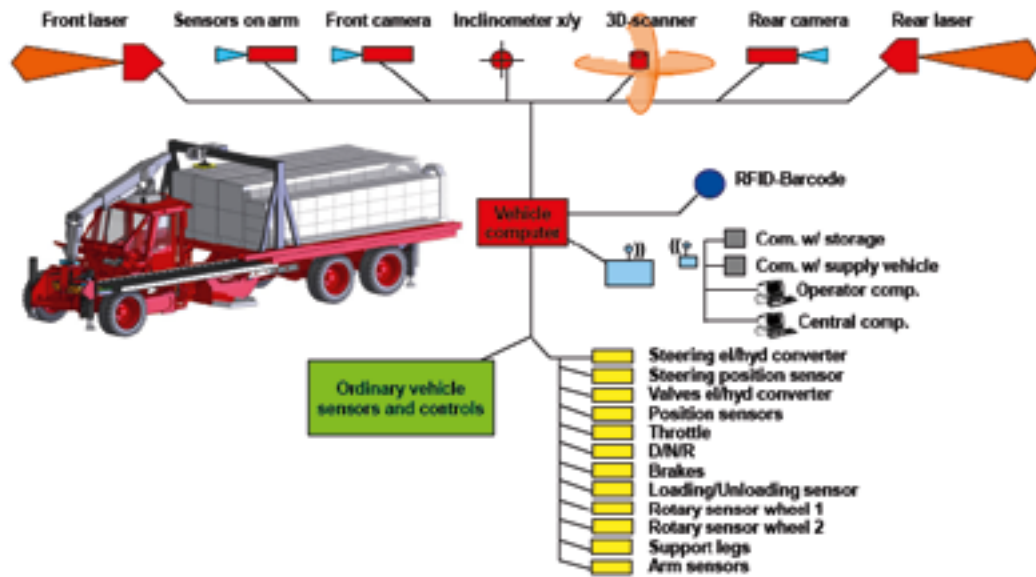 Front laser
Sensors on arm
Front camera
Inclinometer x/y
3D-scanner
Rear camera
Rear laser
RFID-Barcode
Vehicle
computer
Com. w/ storage
Com. w/ supply vehicle
Operator comp.
Central comp.
Ordinary vehicle
sensors and controls
Steering el/hyd converter
Steering position sensor
Valves el/hyd converter
Position sensors
Throttle
D/N/R
Brakes
Loading/Unloading sensor
Rotary sensor wheel 1
Rotary sensor wheel 2
Support legs
Arm sensors